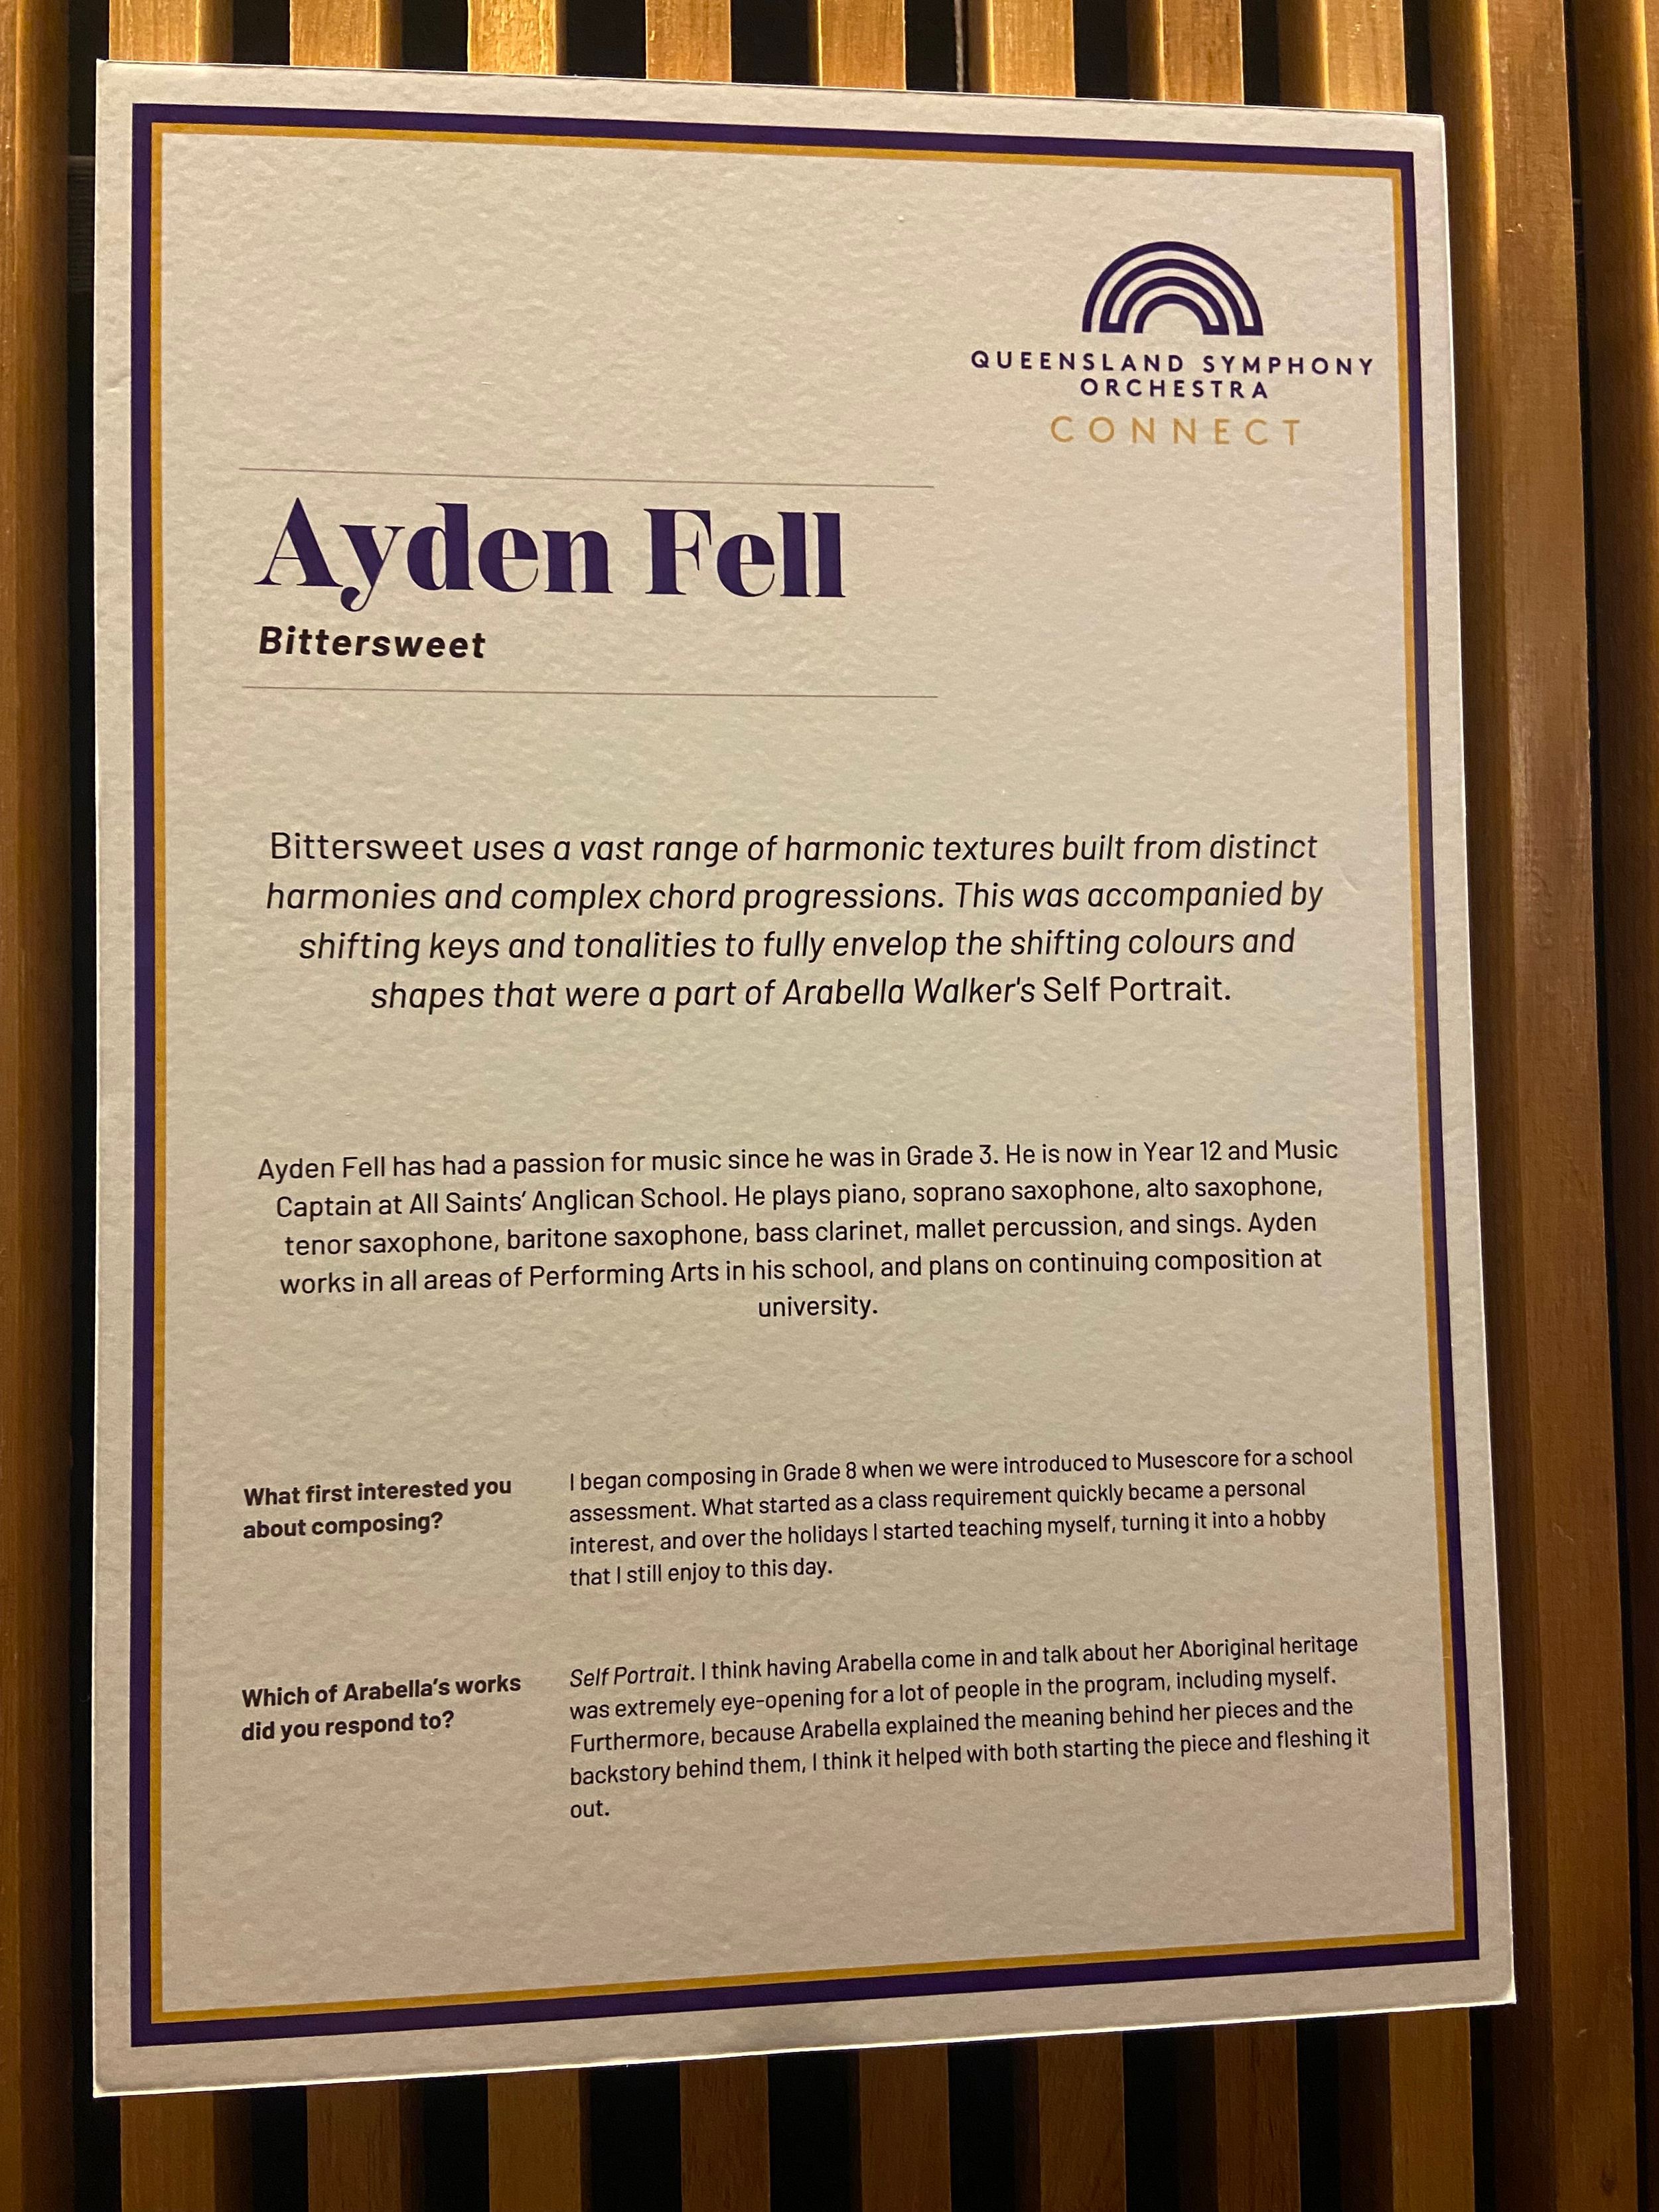 QUEENSLAND SYMPHONY
ORCHESTRA
CONNECT
Ayden Fell
Bittersweet
Bittersweet uses a vast range of harmonic textures built from distinct
harmonies and complex chord progressions. This was accompanied by
shifting keys and tonalities to fully envelop the shifting colours and
shapes that were a part of Arabella Walker's Self Portrait.
Ayden Fell has had a passion for music since he was in Grade 3. He is now in Year 12 and Music
Captain at All Saints’ Anglican School. He plays piano, soprano saxophone, alto saxophone,
tenor saxophone, baritone saxophone, bass clarinet, mallet percussion, and sings. Ayden
works in all areas of Performing Arts in his school, and plans on continuing composition at
university.
What first interested you
about composing?
I began composing in Grade 8 when we were introduced to Musescore for a school
assessment. What started as a class requirement quickly became a personal
interest, and over the holidays I started teaching myself, turning it into a hobby
that I still enjoy to this day.
Which of Arabella’s works
did you respond to?
Self Portrait. I think having Arabella come in and talk about her Aboriginal heritage
was extremely eye-opening for a lot of people in the program, including myself.
Furthermore, because Arabella explained the meaning behind her pieces and the
backstory behind them, I think it helped with both starting the piece and fleshing it
out.